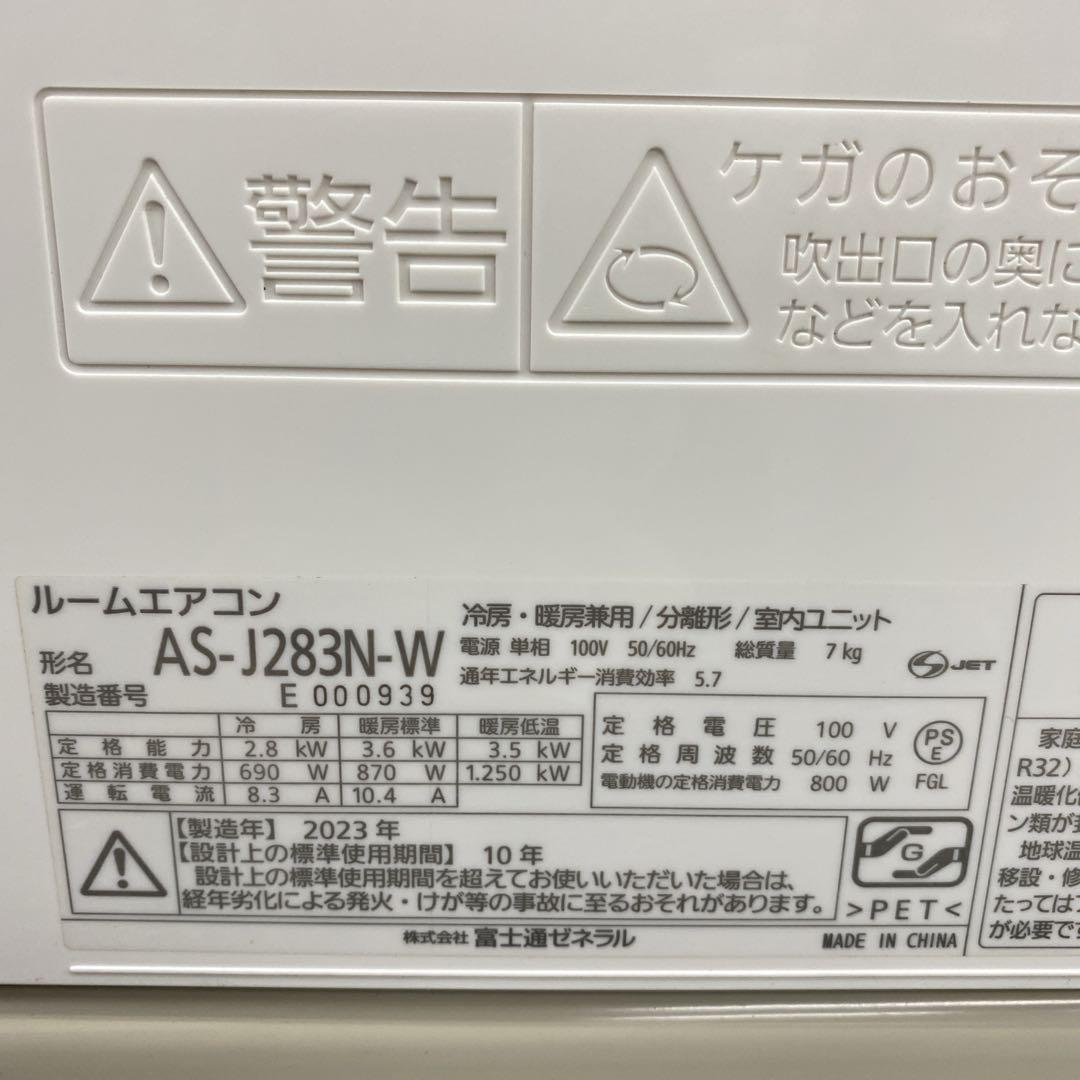 警告
ケガのおそ
吹出口の奥に
などを入れな
ルームエアコン
形名 AS-J283N-W
製造番号 E 000939
冷房・暖房兼用/分離形/室内ユニット
電源 単相 100V 50/60Hz 総質量 7kg
通年エネルギー消費効率 5.7
S JET
冷房 暖房標準 暖房低温
定格能力 2.8 kW 3.6 kW 3.5 kW
定格消費電力 690 W 870 W 1.250 kW
運転電流 8.3 A 10.4 A
定格電圧 100 V
定格周波数 50/60 Hz
電動機の定格消費電力 800 W
PS
E
FGL
【製造年】 2023 年
【設計上の標準使用期間】 10 年
設計上の標準使用期間を超えてお使いいただいた場合は、
経年劣化による発火・けが等の事故に至るおそれがあります。
G
>PET<
株式会社 富士通ゼネラル
MADE IN CHINA
家庭
R32)
温暖化
ン類が
地球温
移設・修
たっては
が必要です